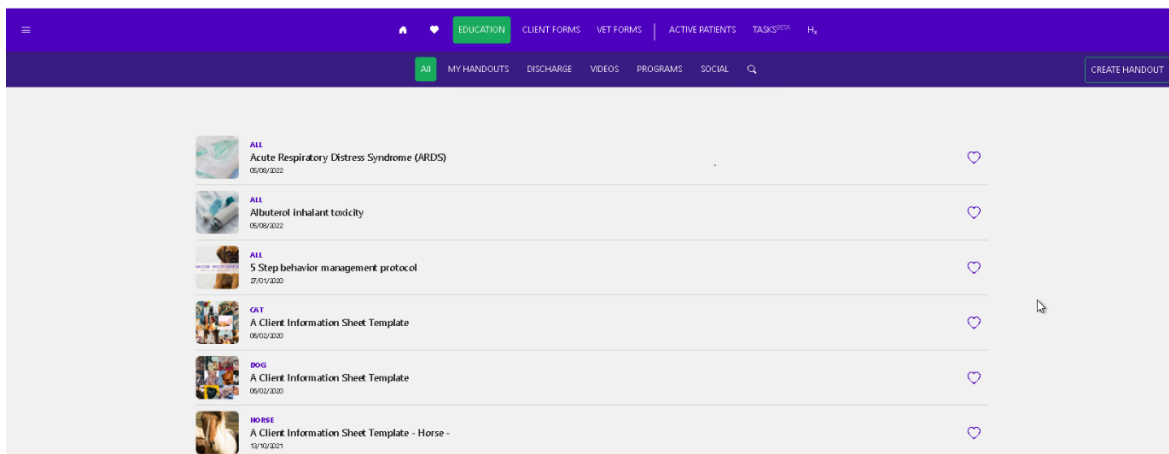 EDUCATION CLIENT FORMS VET FORMS ACTIVE PATIENTS TASKSBETA Hx
All MY HANDOUTS DISCHARGE VIDEOS PROGRAMS SOCIAL CREATE HANDOUT
ALL
Acute Respiratory Distress Syndrome (ARDS)
05/08/2022
ALL
Albuterol inhalant toxicity
05/08/2022
ALL
5 Step behavior management protocol
27/01/2020
CAT
A Client Information Sheet Template
06/02/2020
DOG
A Client Information Sheet Template
06/02/2020
HORSE
A Client Information Sheet Template - Horse -
13/10/2021